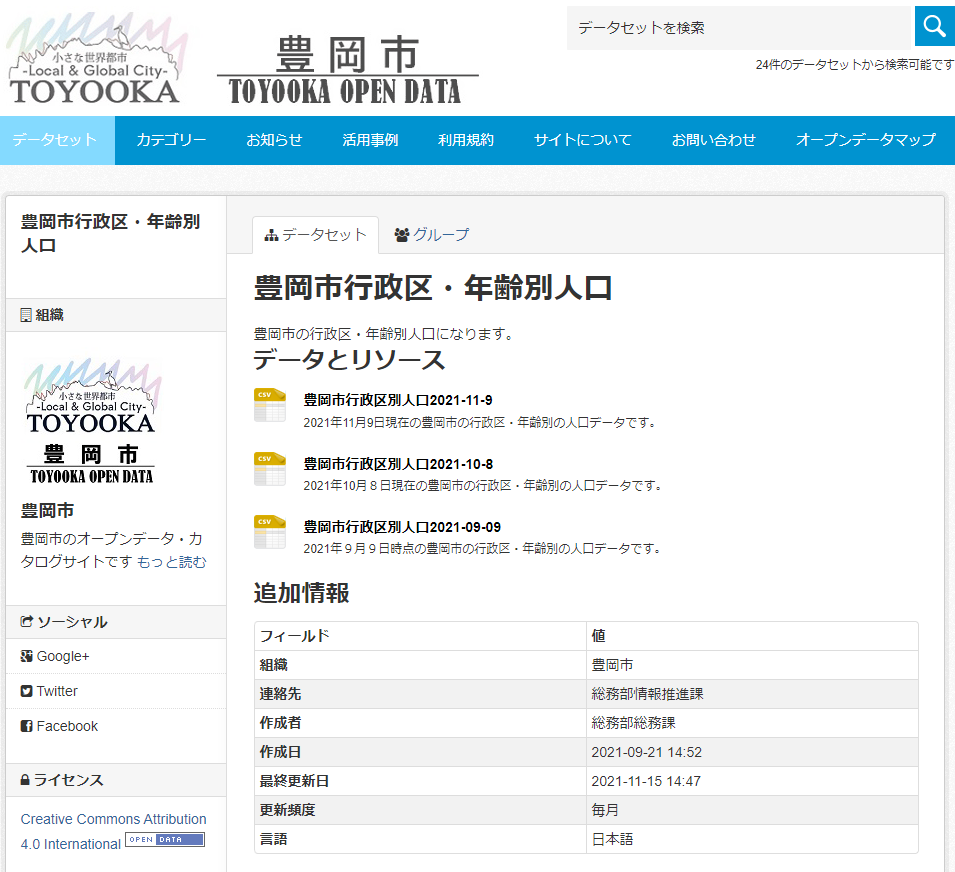 小さな世界都市
-Local & Global City-
TOYOOKA
豊岡市
TOYOOKA OPEN DATA
データセットを検索
24件のデータセットから検索可能です
データセット カテゴリー お知らせ 活用事例 利用規約 サイトについて お問い合わせ オープンデータマップ
豊岡市行政区・年齢別
人口
組織
小さな世界都市
-Local & Global City-
TOYOOKA
豊岡市
TOYOOKA OPEN DATA
豊岡市
豊岡市のオープンデータ・カ
タログサイトです もっと読む
ソーシャル
Google+
Twitter
Facebook
ライセンス
Creative Commons Attribution
4.0 International OPEN DATA
データセット グループ
豊岡市行政区・年齢別人口
豊岡市の行政区・年齢別人口になります。
データとリソース
CSV
豊岡市行政区別人口2021-11-9
2021年11月9日現在の豊岡市の行政区・年齢別の人口データです。
CSV
豊岡市行政区別人口2021-10-8
2021年10月８日現在の豊岡市の行政区・年齢別の人口データです。
CSV
豊岡市行政区別人口2021-09-09
2021年９月９日時点の豊岡市の行政区・年齢別の人口データです。
追加情報
フィールド 値
組織 豊岡市
連絡先 総務部情報推進課
作成者 総務部総務課
作成日 2021-09-21 14:52
最終更新日 2021-11-15 14:47
更新頻度 毎月
言語 日本語